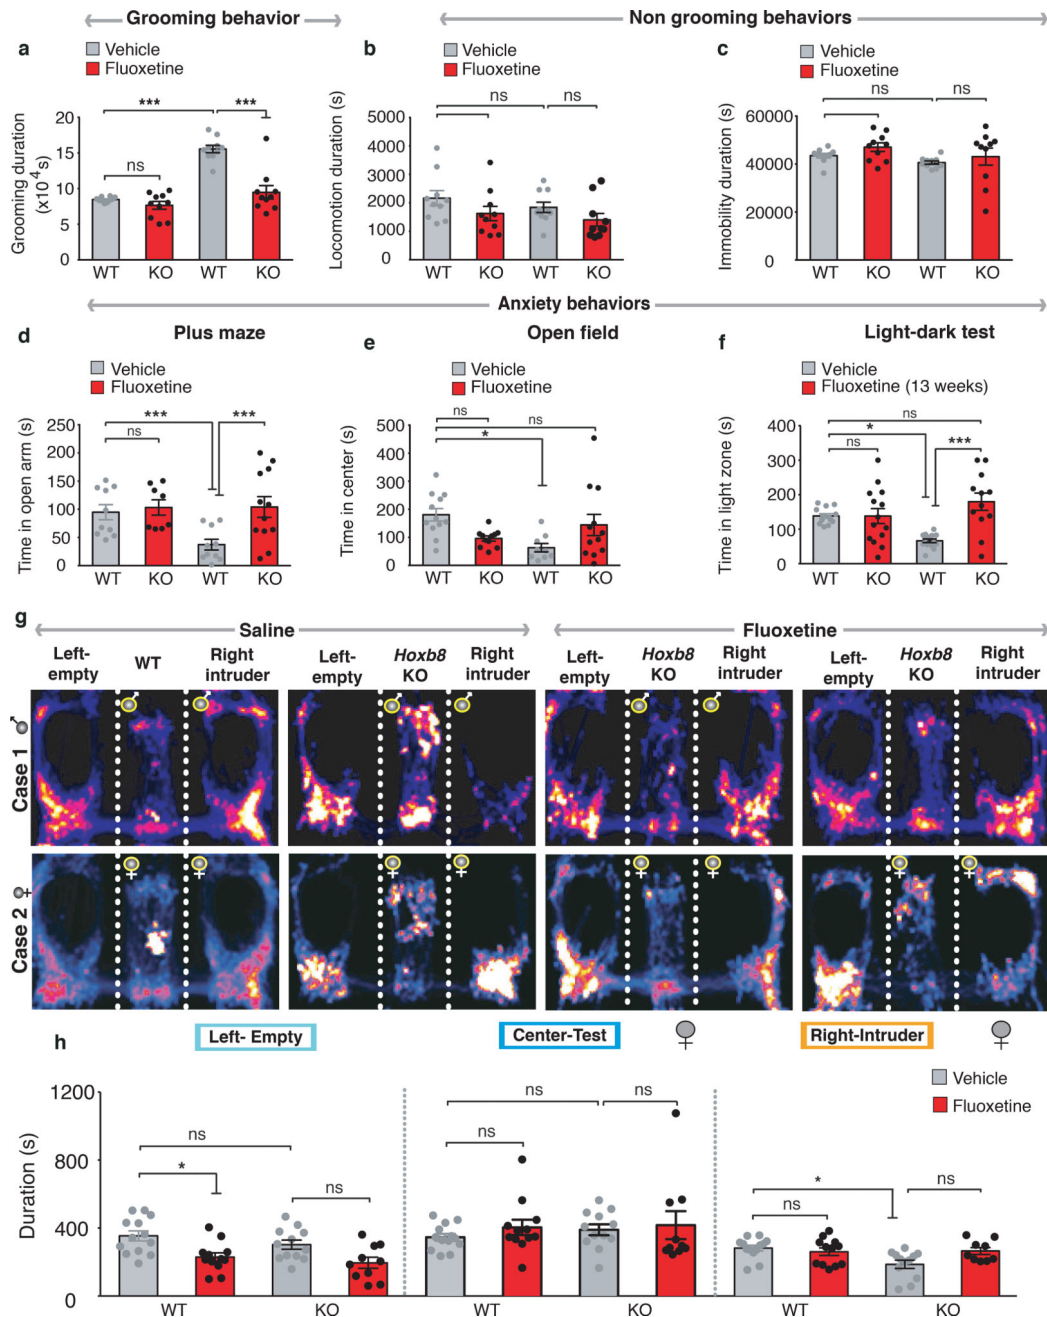 Grooming behavior
Non grooming behaviors
a
Vehicle
Fluoxetine
Grooming duration
(x10⁴s)
20
15
10
5
0
***
***
ns
WT KO WT KO
b
Vehicle
Fluoxetine
Locomotion duration (s)
5000
4000
3000
2000
1000
0
ns
ns
WT KO WT KO
c
Vehicle
Fluoxetine
Immobility duration (s)
60000
40000
20000
0
ns
ns
WT KO WT KO
Anxiety behaviors
d
Plus maze
Vehicle
Fluoxetine
Time in open arm (s)
250
200
150
100
50
0
***
***
ns
WT KO WT KO
e
Open field
Vehicle
Fluoxetine
Time in center (s)
500
400
300
200
100
0
ns
ns
*
WT KO WT KO
f
Light-dark test
Vehicle
Fluoxetine (13 weeks)
Time in light zone (s)
400
300
200
100
0
ns
*
ns
***
WT KO WT KO
g
Saline
Fluoxetine
Left-
empty
WT
Right
intruder
Left-
empty
Hoxb8
KO
Right
intruder
Left-
empty
Hoxb8
KO
Right
intruder
Left-
empty
Hoxb8
KO
Right
intruder
Case 1 ♂
Case 2 ♀
Left- Empty
Center-Test ♀
Right-Intruder ♀
h
Vehicle
Fluoxetine
Duration (s)
1200
800
400
0
ns
*
ns
ns
ns
ns
*
ns
ns
WT KO WT KO WT KO